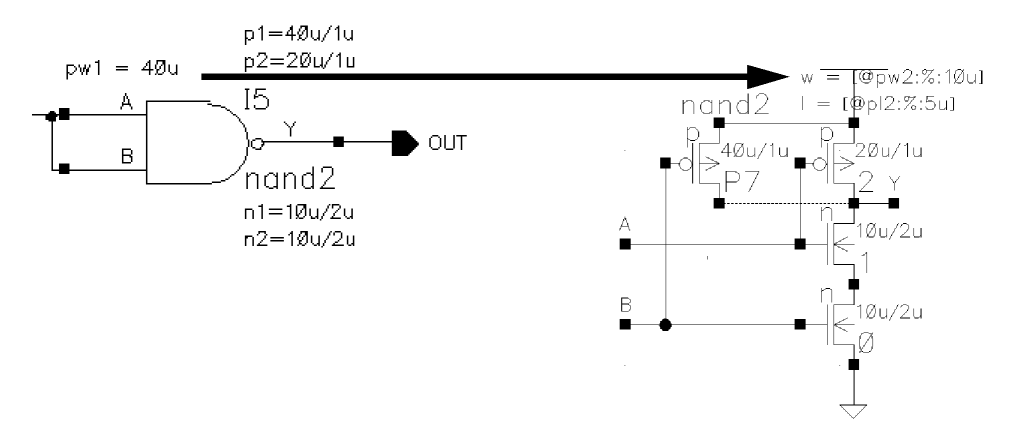 p1=40u/1u
p2=20u/1u
pw1 = 40u
I5
A
B
Y
OUT
nand2
n1=10u/2u
n2=10u/2u
w = [@pw2:%:10u]
l = [@pl2:%:5u]
nand2
p
40u/1u
P7
p
20u/1u
2
Y
n
10u/2u
1
A
n
10u/2u
0
B